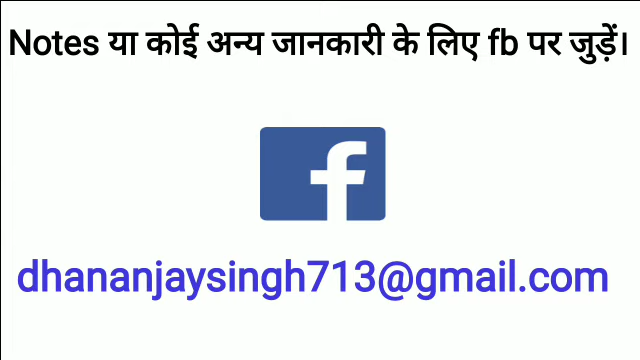 Notes या कोई अन्य जानकारी के लिए fb पर जुड़ें।
f
dhananjaysingh713@gmail.com